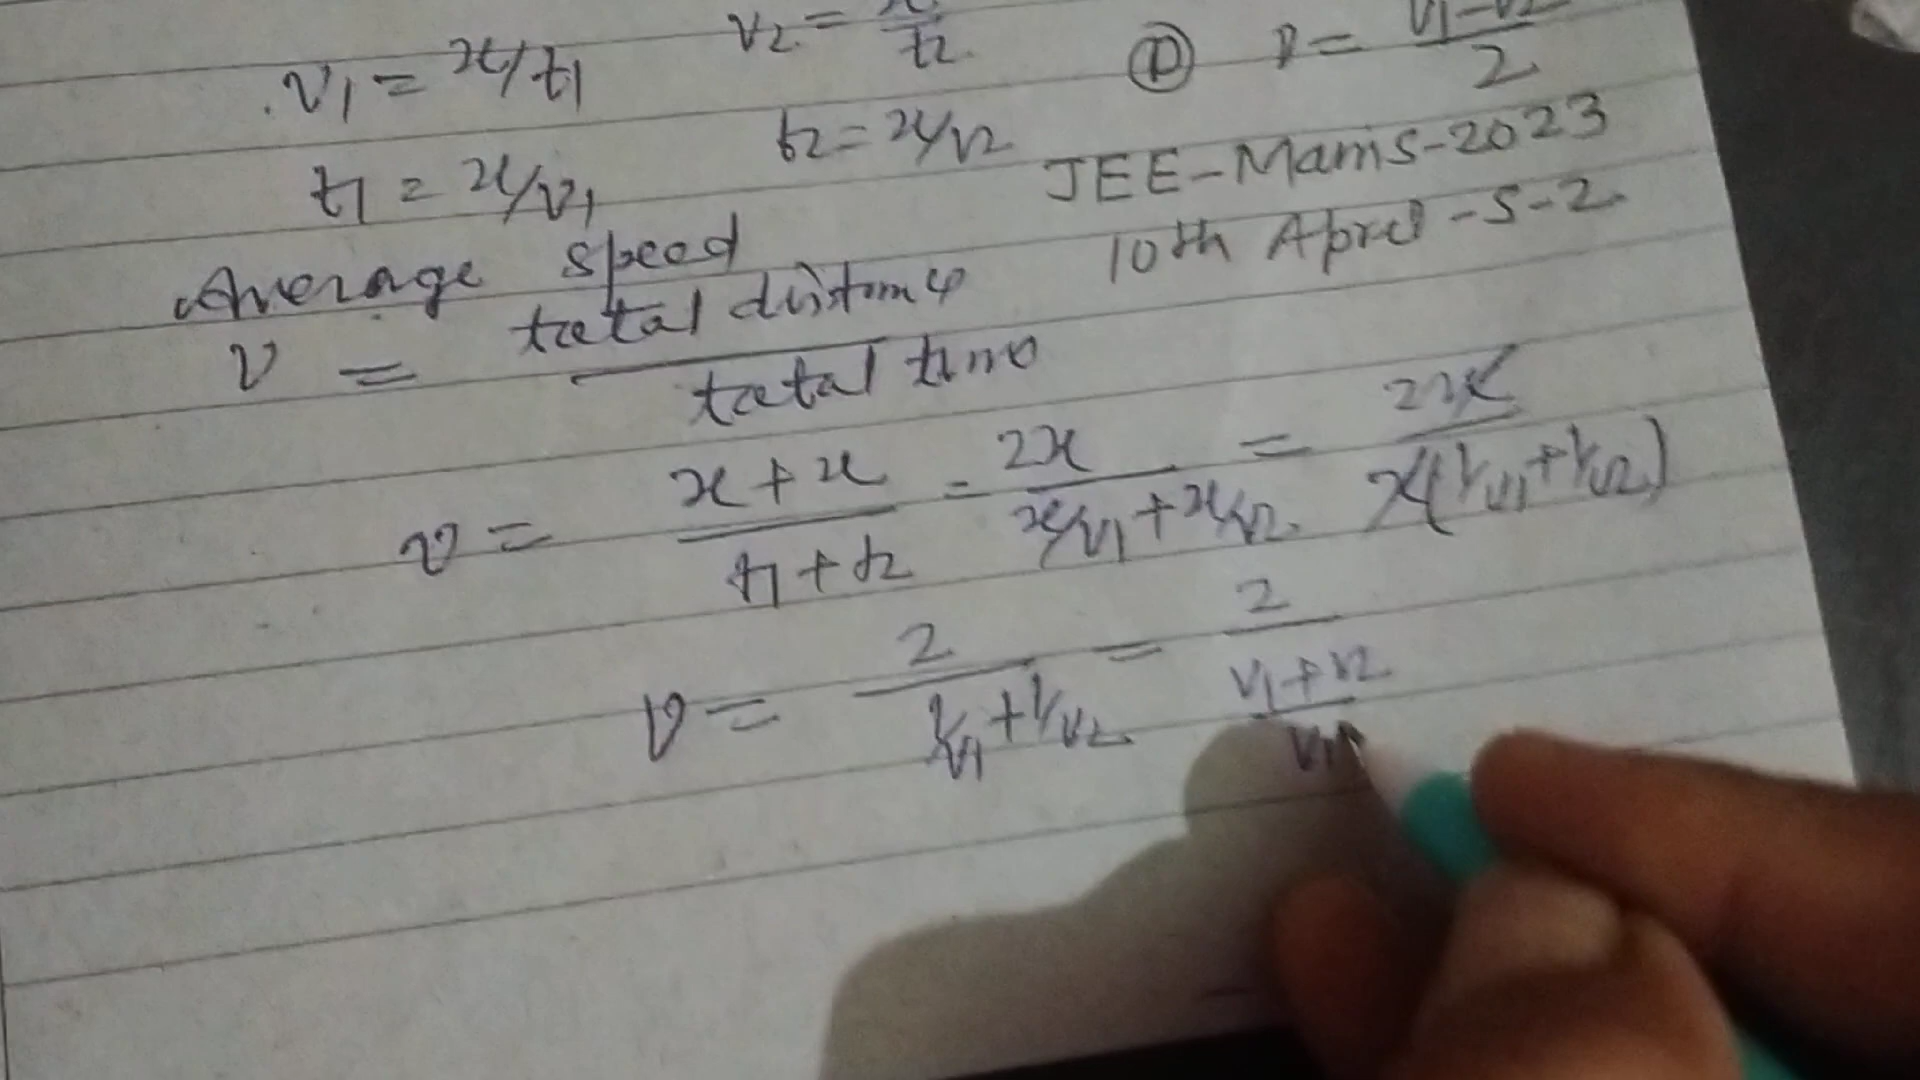 v1 = x/t1
v2 = x/t2
Ⓓ v = v1-v2/2
t1 = x/v1
t2 = x/v2
JEE-Mains-2023
10th April-S-2
Average speed
v = total distance / total time
v = x+x / t1+t2 = 2x / x/v1+x/v2 = 2x / x(1/v1+1/v2)
v = 2 / 1/v1+1/v2 = 2 / v1+v2 / v1